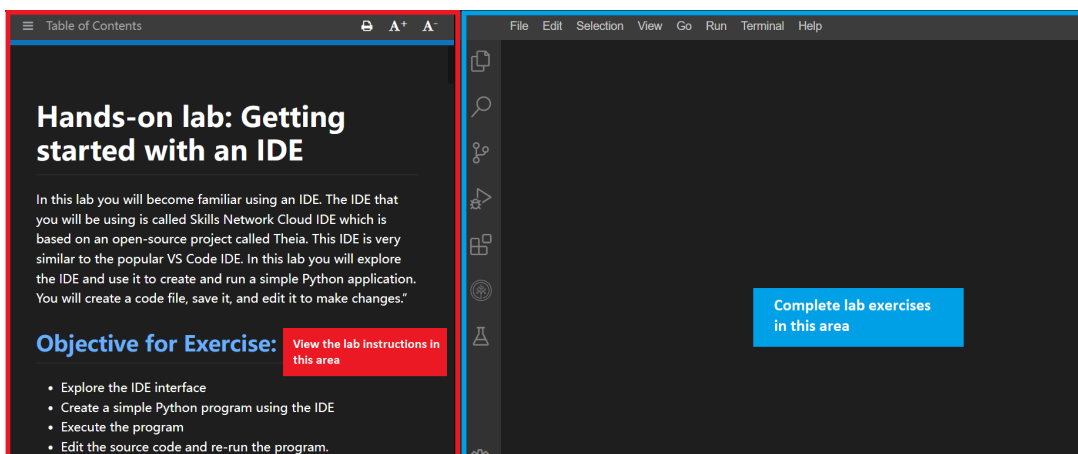 Table of Contents
A+ A-
File Edit Selection View Go Run Terminal Help
Hands-on lab: Getting
started with an IDE
In this lab you will become familiar using an IDE. The IDE that
you will be using is called Skills Network Cloud IDE which is
based on an open-source project called Theia. This IDE is very
similar to the popular VS Code IDE. In this lab you will explore
the IDE and use it to create and run a simple Python application.
You will create a code file, save it, and edit it to make changes.”
Objective for Exercise:
View the lab instructions in
this area
• Explore the IDE interface
• Create a simple Python program using the IDE
• Execute the program
• Edit the source code and re-run the program.
Complete lab exercises
in this area